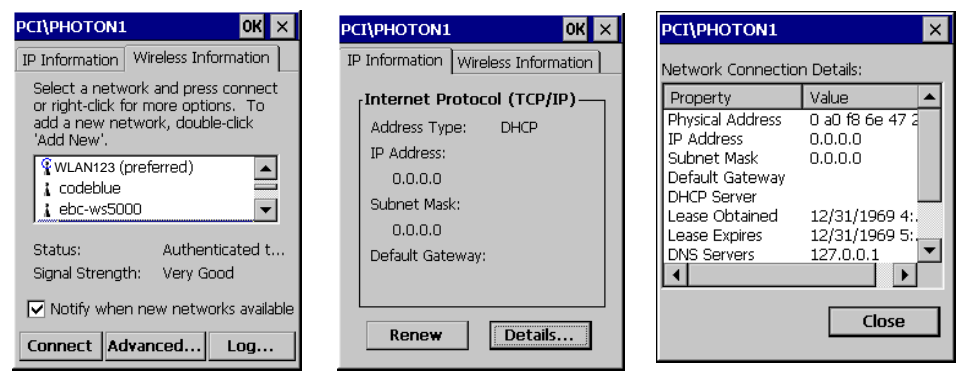 PCI\PHOTON1 OK
IP Information Wireless Information
Select a network and press connect
or right-click for more options. To
add a new network, double-click
'Add New'.
WLAN123 (preferred)
codeblue
ebc-ws5000
Status: Authenticated t...
Signal Strength: Very Good
Notify when new networks available
Connect Advanced... Log...
PCI\PHOTON1 OK
IP Information Wireless Information
Internet Protocol (TCP/IP)
Address Type: DHCP
IP Address:
0.0.0.0
Subnet Mask:
0.0.0.0
Default Gateway:
Renew Details...
PCI\PHOTON1
Network Connection Details:
Property Value
Physical Address 0 a0 f8 6e 47 2
IP Address 0.0.0.0
Subnet Mask 0.0.0.0
Default Gateway
DHCP Server
Lease Obtained 12/31/1969 4:.
Lease Expires 12/31/1969 5:.
DNS Servers 127.0.0.1
Close